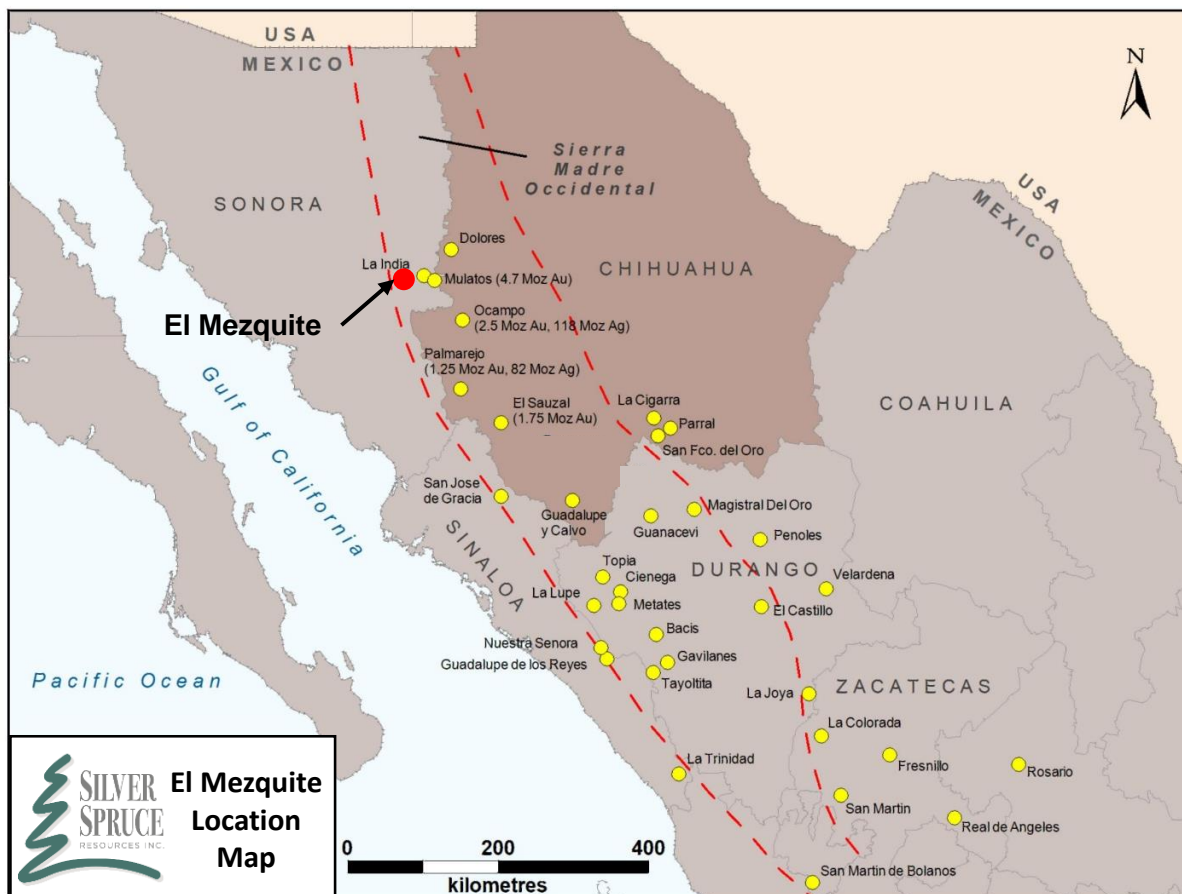 USA
MEXICO
N
Sierra
Madre
Occidental
USA
MEXICO
SONORA
Dolores
CHIHUAHUA
La India
Mulatos (4.7 Moz Au)
El Mezquite
Ocampo
(2.5 Moz Au, 118 Moz Ag)
Palmarejo
(1.25 Moz Au, 82 Moz Ag)
El Sauzal
(1.75 Moz Au)
La Cigarra
Parral
San Fco. del Oro
COAHUILA
Gulf of California
San Jose
de Gracia
Guadalupe
y Calvo
Guanacevi
Magistral Del Oro
Penoles
SINALOA
Topia
Cienega
DURANGO
Velardena
La Lupe
Metates
El Castillo
Bacis
Nuestra Senora
Guadalupe de los Reyes
Gavilanes
Tayoltita
Pacific Ocean
La Joya
ZACATECAS
La Colorada
Fresnillo
Rosario
La Trinidad
San Martin
Real de Angeles
San Martin de Bolanos
SILVER
SPRUCE
RESOURCES INC.
El Mezquite
Location
Map
0 200 400
kilometres